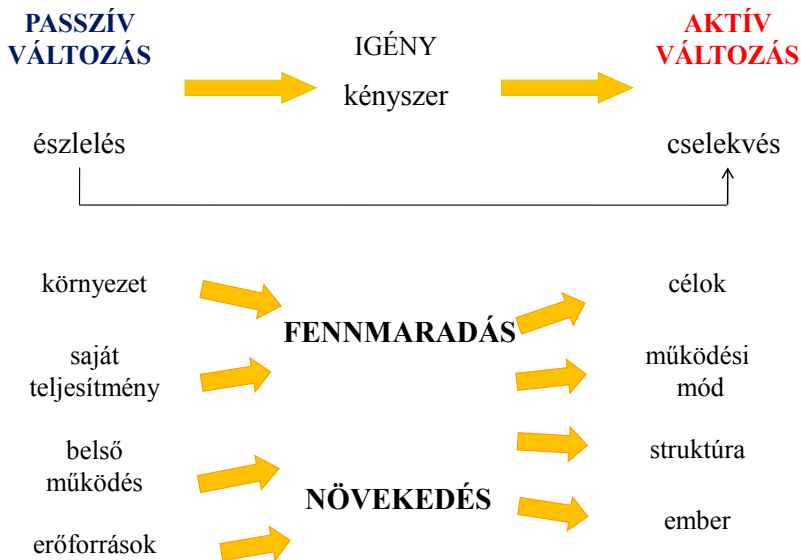 PASSZÍV
VÁLTOZÁS
IGÉNY
kényszer
AKTÍV
VÁLTOZÁS
észlelés
cselekvés
környezet
saját
teljesítmény
belső
működés
erőforrások
FENNMARADÁS
NÖVEKEDÉS
célok
működési
mód
struktúra
ember